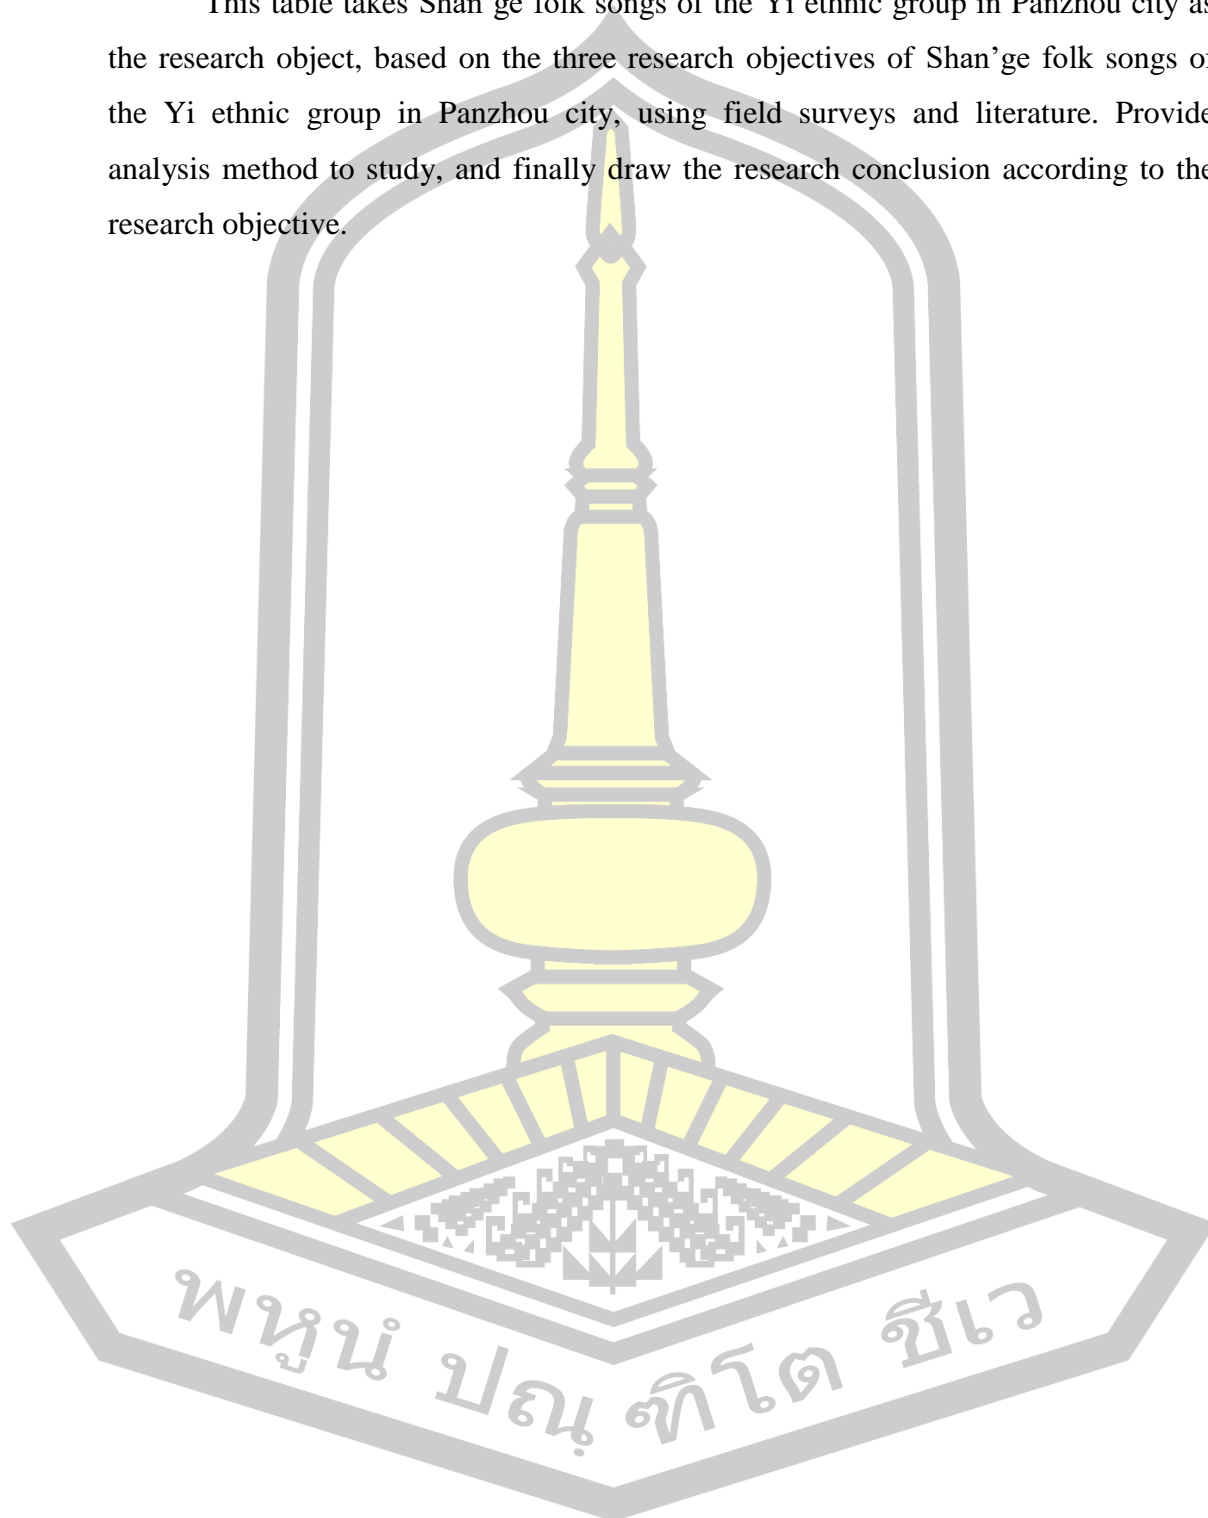 This table takes Shan'ge folk songs of the Yi ethnic group in Panzhou city as
the research object, based on the three research objectives of Shan'ge folk songs of
the Yi ethnic group in Panzhou city, using field surveys and literature. Provide
analysis method to study, and finally draw the research conclusion according to the
research objective.
พหูนํ ปณฺฑิโต ชีเว